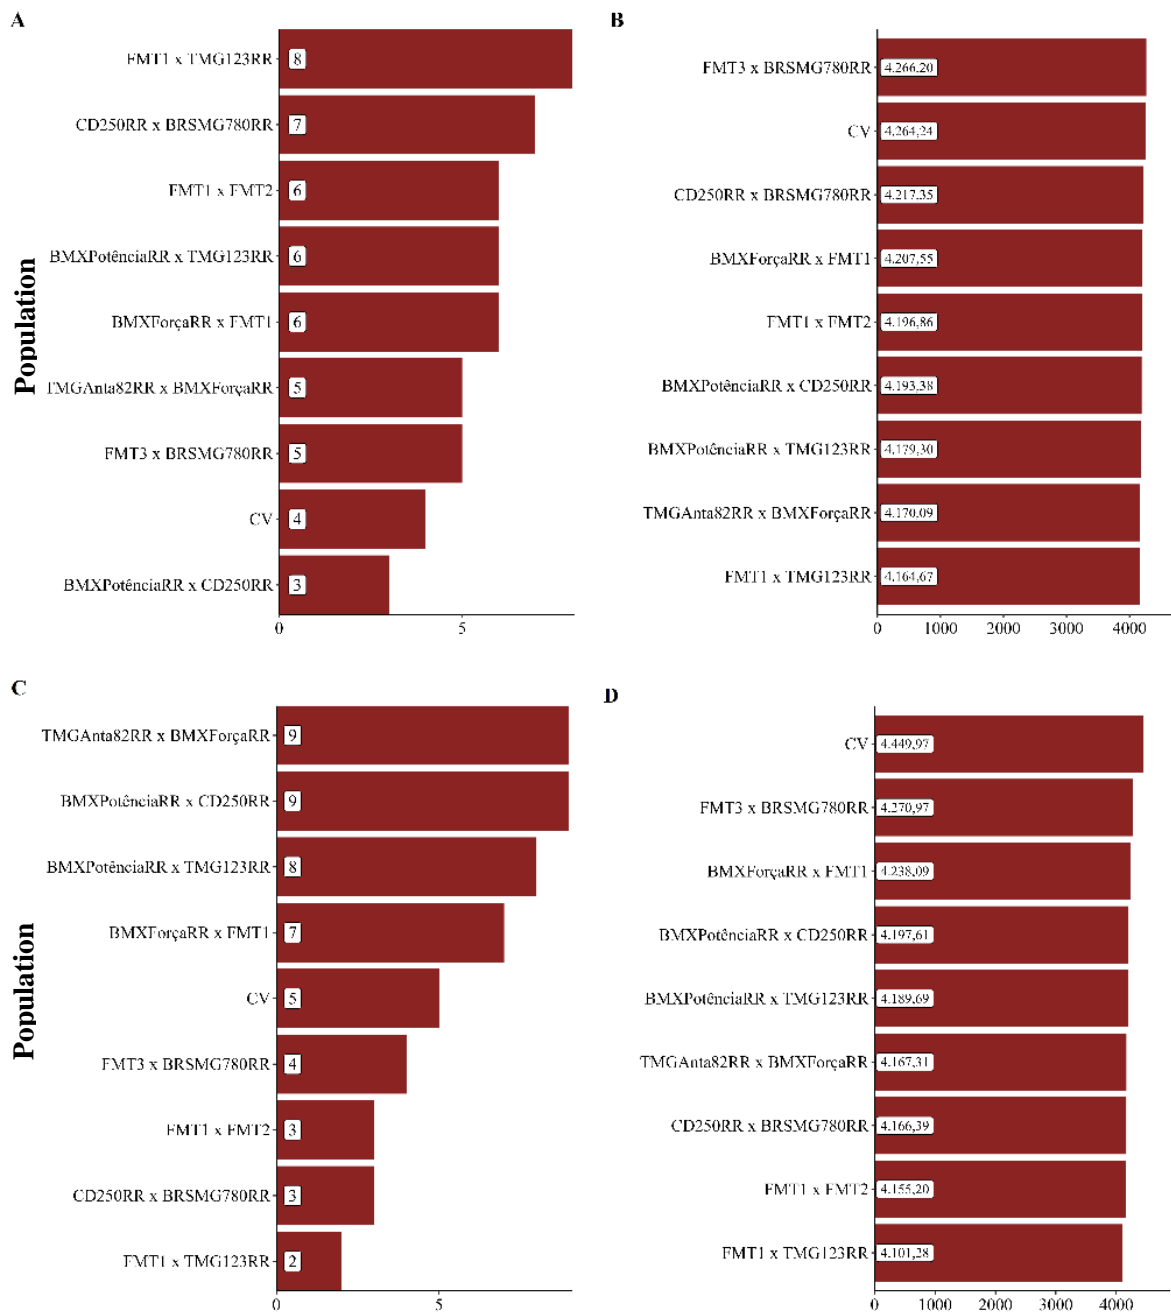 A
Population
FMT1 x TMG123RR 8
CD250RR x BRSMG780RR 7
FMT1 x FMT2 6
BMXPotênciaRR x TMG123RR 6
BMXForçaRR x FMT1 6
TMGAnta82RR x BMXForçaRR 5
FMT3 x BRSMG780RR 5
CV 4
BMXPotênciaRR x CD250RR 3
0 5
B
FMT3 x BRSMG780RR 4.266,20
CV 4.264,24
CD250RR x BRSMG780RR 4.217,35
BMXForçaRR x FMT1 4.207,55
FMT1 x FMT2 4.196,86
BMXPotênciaRR x CD250RR 4.193,38
BMXPotênciaRR x TMG123RR 4.179,30
TMGAnta82RR x BMXForçaRR 4.170,09
FMT1 x TMG123RR 4.164,67
0 1000 2000 3000 4000
C
Population
TMGAnta82RR x BMXForçaRR 9
BMXPotênciaRR x CD250RR 9
BMXPotênciaRR x TMG123RR 8
BMXForçaRR x FMT1 7
CV 5
FMT3 x BRSMG780RR 4
FMT1 x FMT2 3
CD250RR x BRSMG780RR 3
FMT1 x TMG123RR 2
0 5
D
CV 4.449,97
FMT3 x BRSMG780RR 4.270,97
BMXForçaRR x FMT1 4.238,09
BMXPotênciaRR x CD250RR 4.197,61
BMXPotênciaRR x TMG123RR 4.189,69
TMGAnta82RR x BMXForçaRR 4.167,31
CD250RR x BRSMG780RR 4.166,39
FMT1 x FMT2 4.155,20
FMT1 x TMG123RR 4.101,28
0 1000 2000 3000 4000